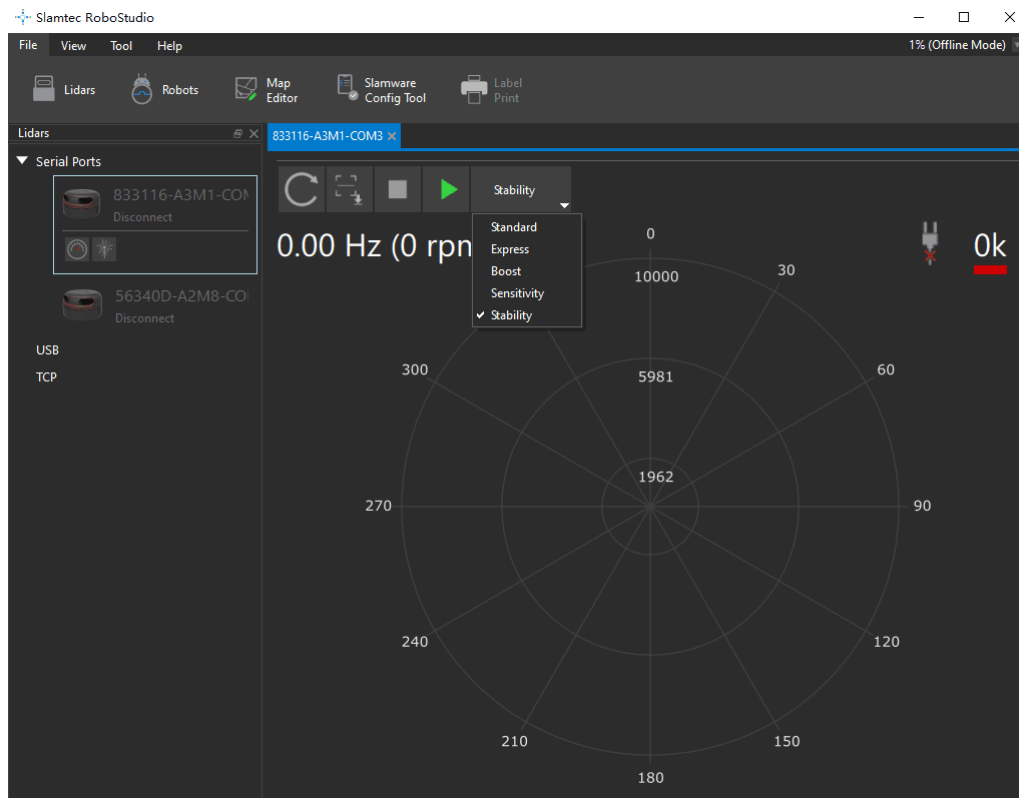 Slamtec RoboStudio
File View Tool Help 1% (Offline Mode)
Lidars
Robots
Map Editor
Slamware Config Tool
Label Print
Lidars
833116-A3M1-COM3
Serial Ports
833116-A3M1-COM
Disconnect
56340D-A2M8-CO
Disconnect
USB
TCP
Stability
Standard
Express
Boost
Sensitivity
Stability
0.00 Hz (0 rpm
0k
0
10000
30
300
5981
60
1962
270
90
240
120
210
150
180